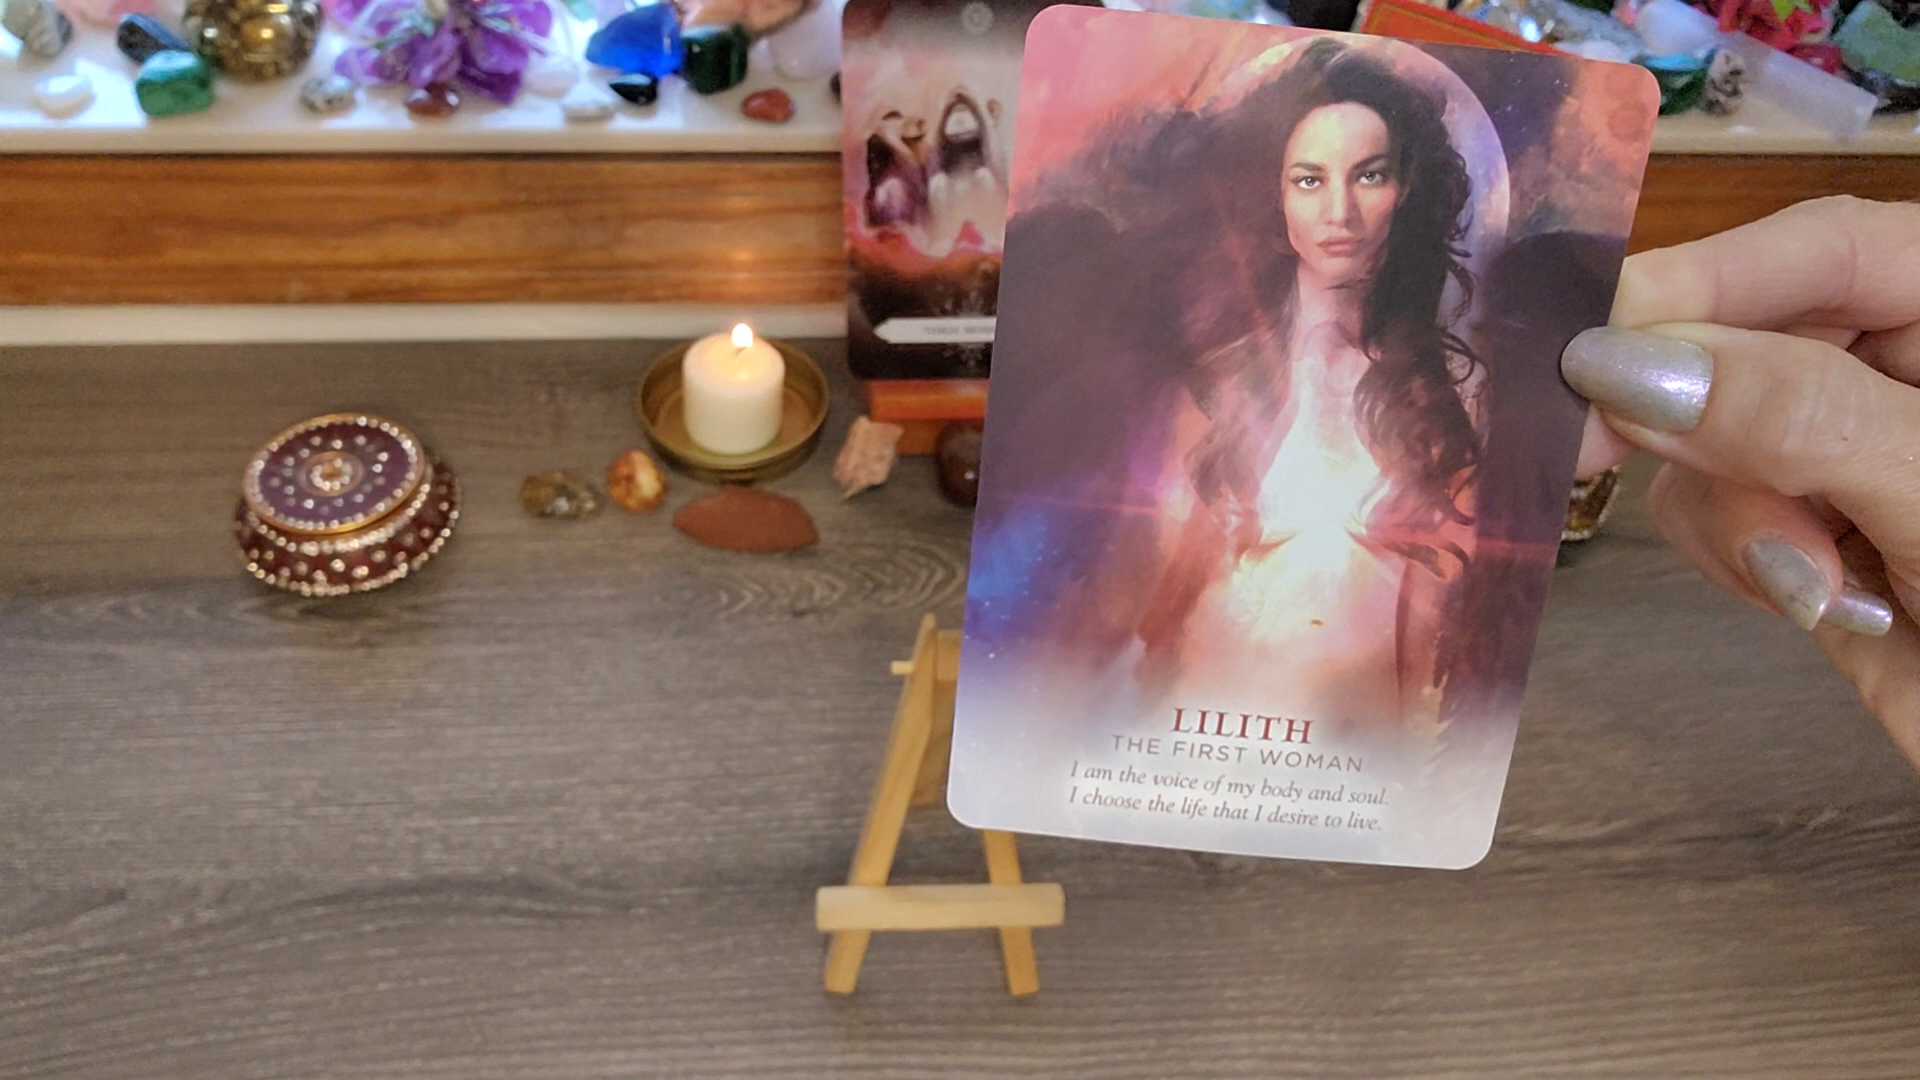 LILITH
THE FIRST WOMAN
I am the voice of my body and soul.
I choose the life that I desire to live.